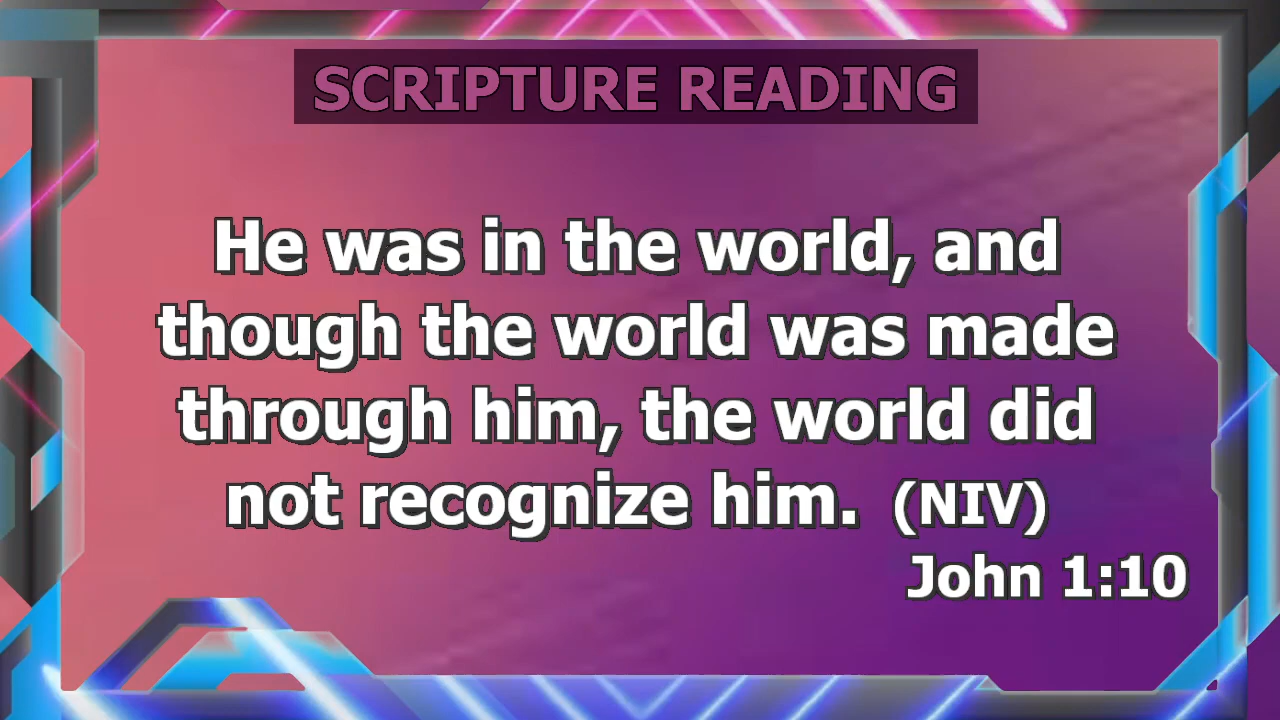 SCRIPTURE READING
He was in the world, and
though the world was made
through him, the world did
not recognize him. (NIV)
John 1:10